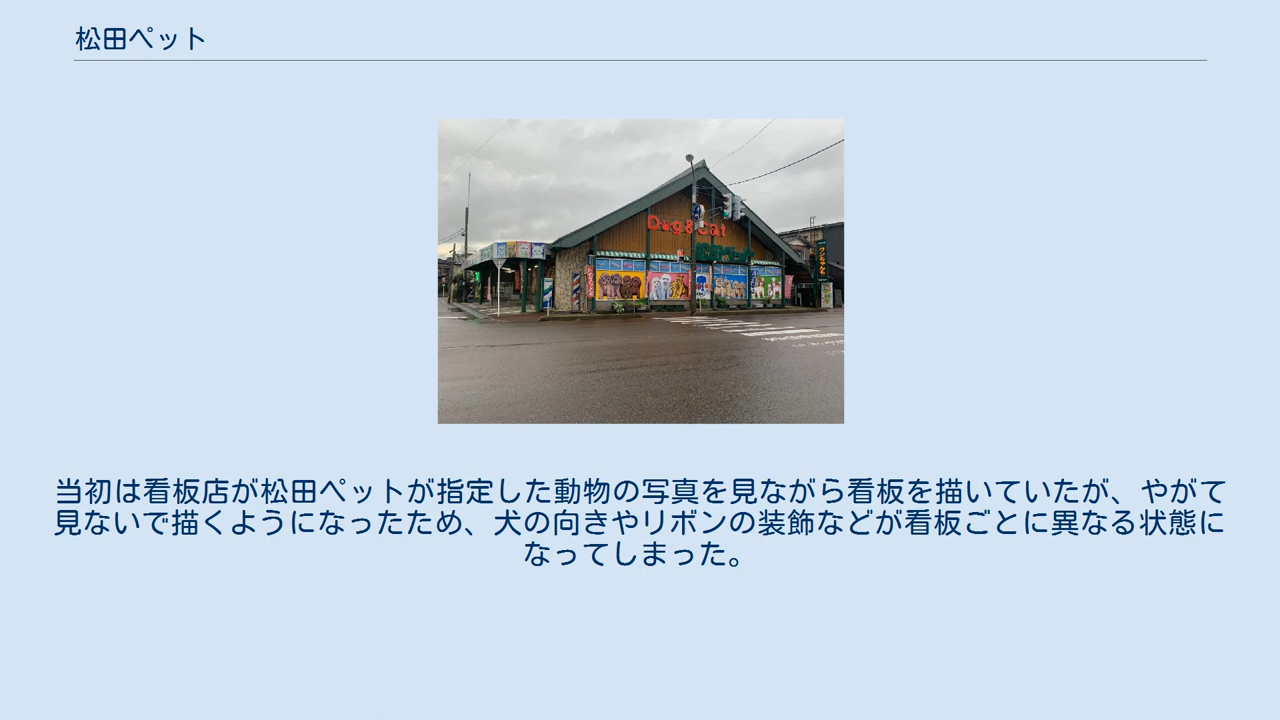 松田ペット
Dog&Cat
当初は看板店が松田ペットが指定した動物の写真を見ながら看板を描いていたが、やがて
見ないで描くようになったため、犬の向きやリボンの装飾などが看板ごとに異なる状態に
なってしまった。